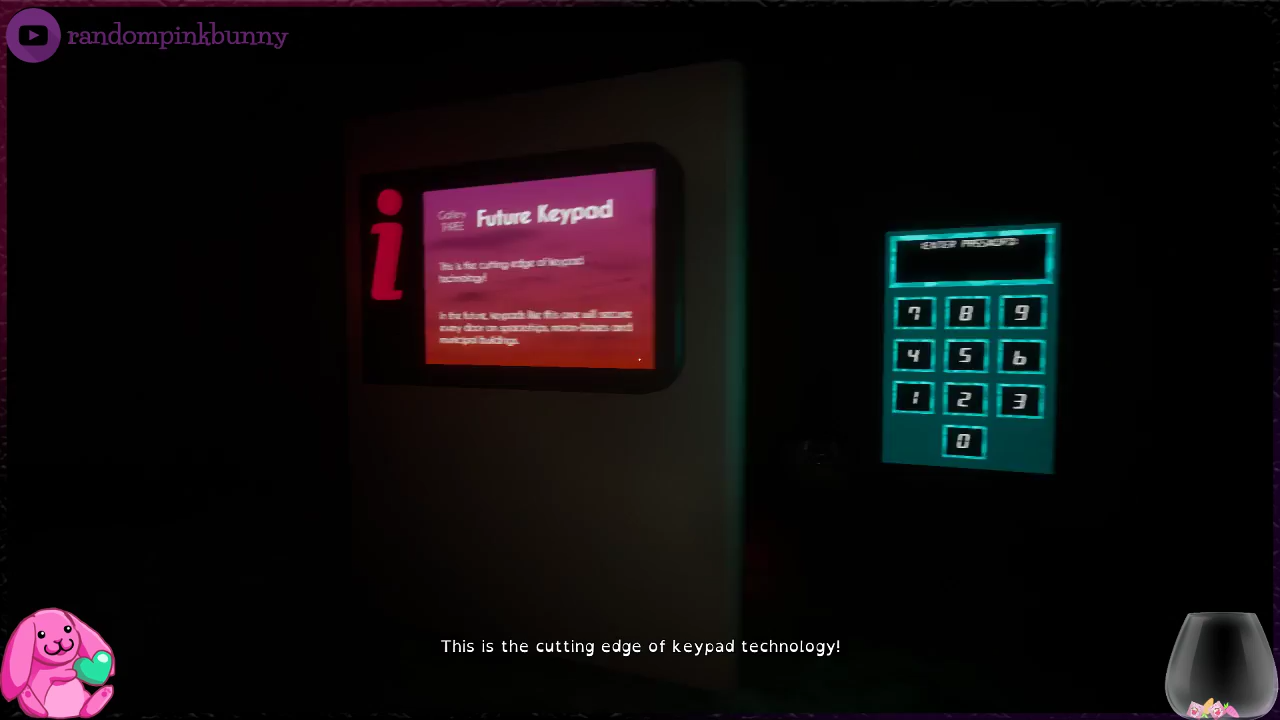 randompinkbunny
i
Gallery
THREE
Future Keypad
This is the cutting edge of keypad
technology!
In the future, keypads like this one will secure
every door on spaceships, moon-bases and
municipal buildings.
<ENTER PASSWORD>
7 8 9
4 5 6
1 2 3
0
This is the cutting edge of keypad technology!